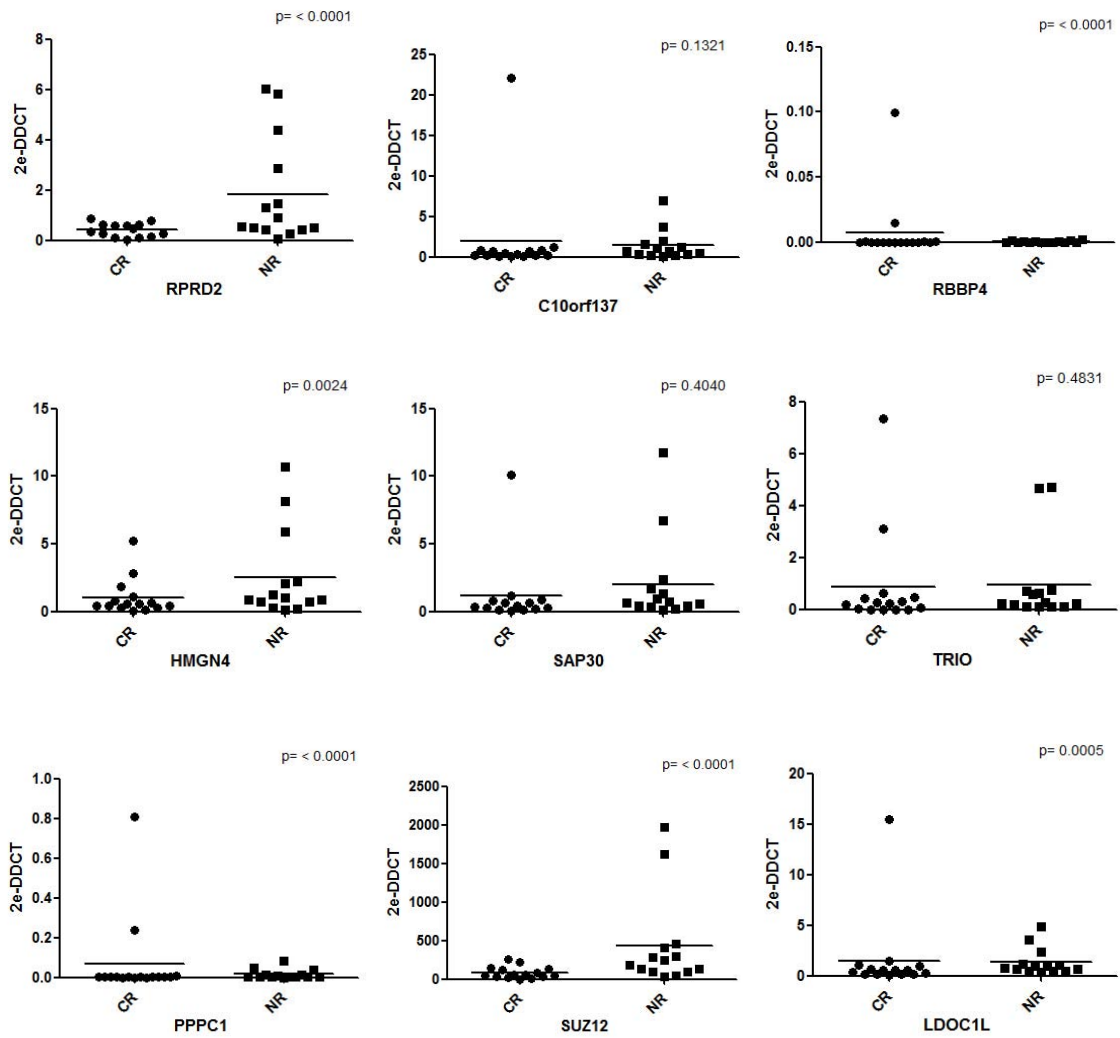 p= < 0.0001
8
6
4
2
0
2e-DDCT
CR
NR
RPRD2
p= 0.1321
25
20
15
10
5
0
2e-DDCT
CR
NR
C10orf137
p= < 0.0001
0.15
0.10
0.05
0.00
2e-DDCT
CR
NR
RBBP4
p= 0.0024
15
10
5
0
2e-DDCT
CR
NR
HMGN4
p= 0.4040
15
10
5
0
2e-DDCT
CR
NR
SAP30
p= 0.4831
8
6
4
2
0
2e-DDCT
CR
NR
TRIO
p= < 0.0001
1.0
0.8
0.6
0.4
0.2
0.0
2e-DDCT
CR
NR
PPPC1
p= < 0.0001
2500
2000
1500
1000
500
0
2e-DDCT
CR
NR
SUZ12
p= 0.0005
20
15
10
5
0
2e-DDCT
CR
NR
LDOC1L